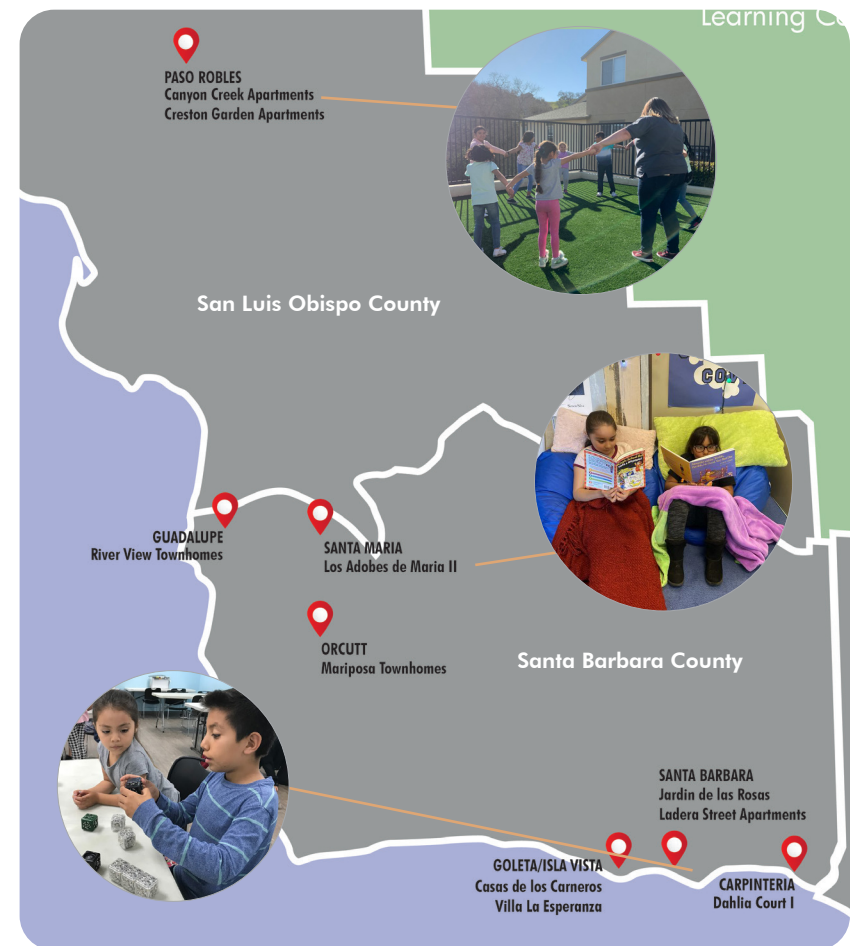 Learning
PASO ROBLES
Canyon Creek Apartments
Creston Garden Apartments
San Luis Obispo County
GUADALUPE
River View Townhomes
SANTA MARIA
Los Adobes de Maria II
ORCUTT
Mariposa Townhomes
Santa Barbara County
SANTA BARBARA
Jardin de las Rosas
Ladera Street Apartments
GOLETA/ISLA VISTA
Casas de los Carneros
Villa La Esperanza
CARPINTERIA
Dahlia Court I